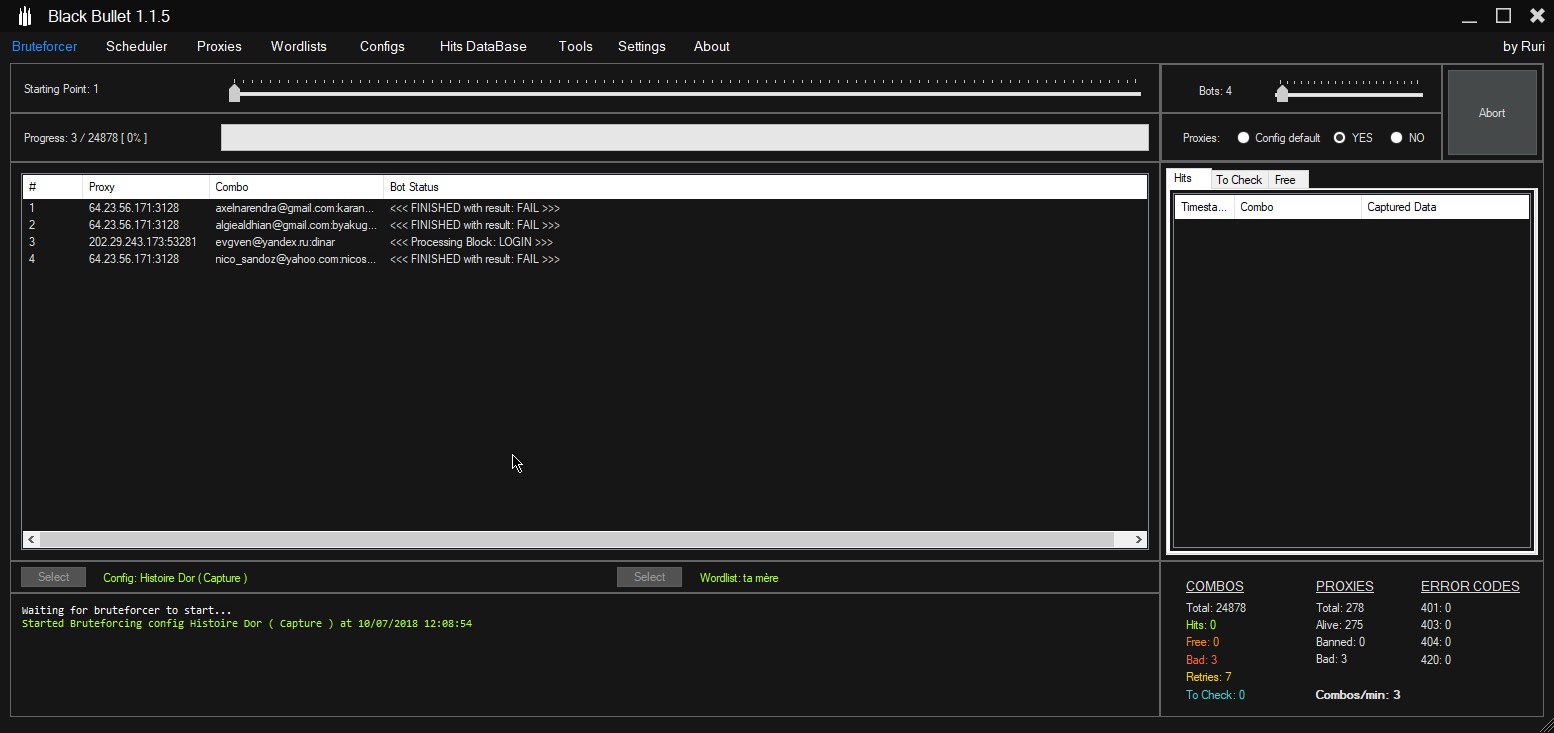 Black Bullet 1.1.5
Bruteforcer Scheduler Proxies Wordlists Configs Hits DataBase Tools Settings About by Ruri
Starting Point: 1
Bots: 4
Abort
Progress: 3 / 24878 [ 0% ]
Proxies: Config default YES NO
# Proxy Combo Bot Status
1 64.23.56.171:3128 axelnarendra@gmail.com:karan... <<< FINISHED with result: FAIL >>>
2 64.23.56.171:3128 algiealdhian@gmail.com:byakug... <<< FINISHED with result: FAIL >>>
3 202.29.243.173:53281 evgven@yandex.ru:dinar <<< Processing Block: LOGIN >>>
4 64.23.56.171:3128 nico_sandoz@yahoo.com:nicos... <<< FINISHED with result: FAIL >>>
Hits To Check Free
Timesta... Combo Captured Data
Select Config: Histoire Dor ( Capture ) Select Wordlist: ta mère
Waiting for bruteforcer to start...
Started Bruteforcing config Histoire Dor ( Capture ) at 10/07/2018 12:08:54
COMBOS PROXIES ERROR CODES
Total: 24878 Total: 278 401: 0
Hits: 0 Alive: 275 403: 0
Free: 0 Banned: 0 404: 0
Bad: 3 Bad: 3 420: 0
Retries: 7
To Check: 0 Combos/min: 3